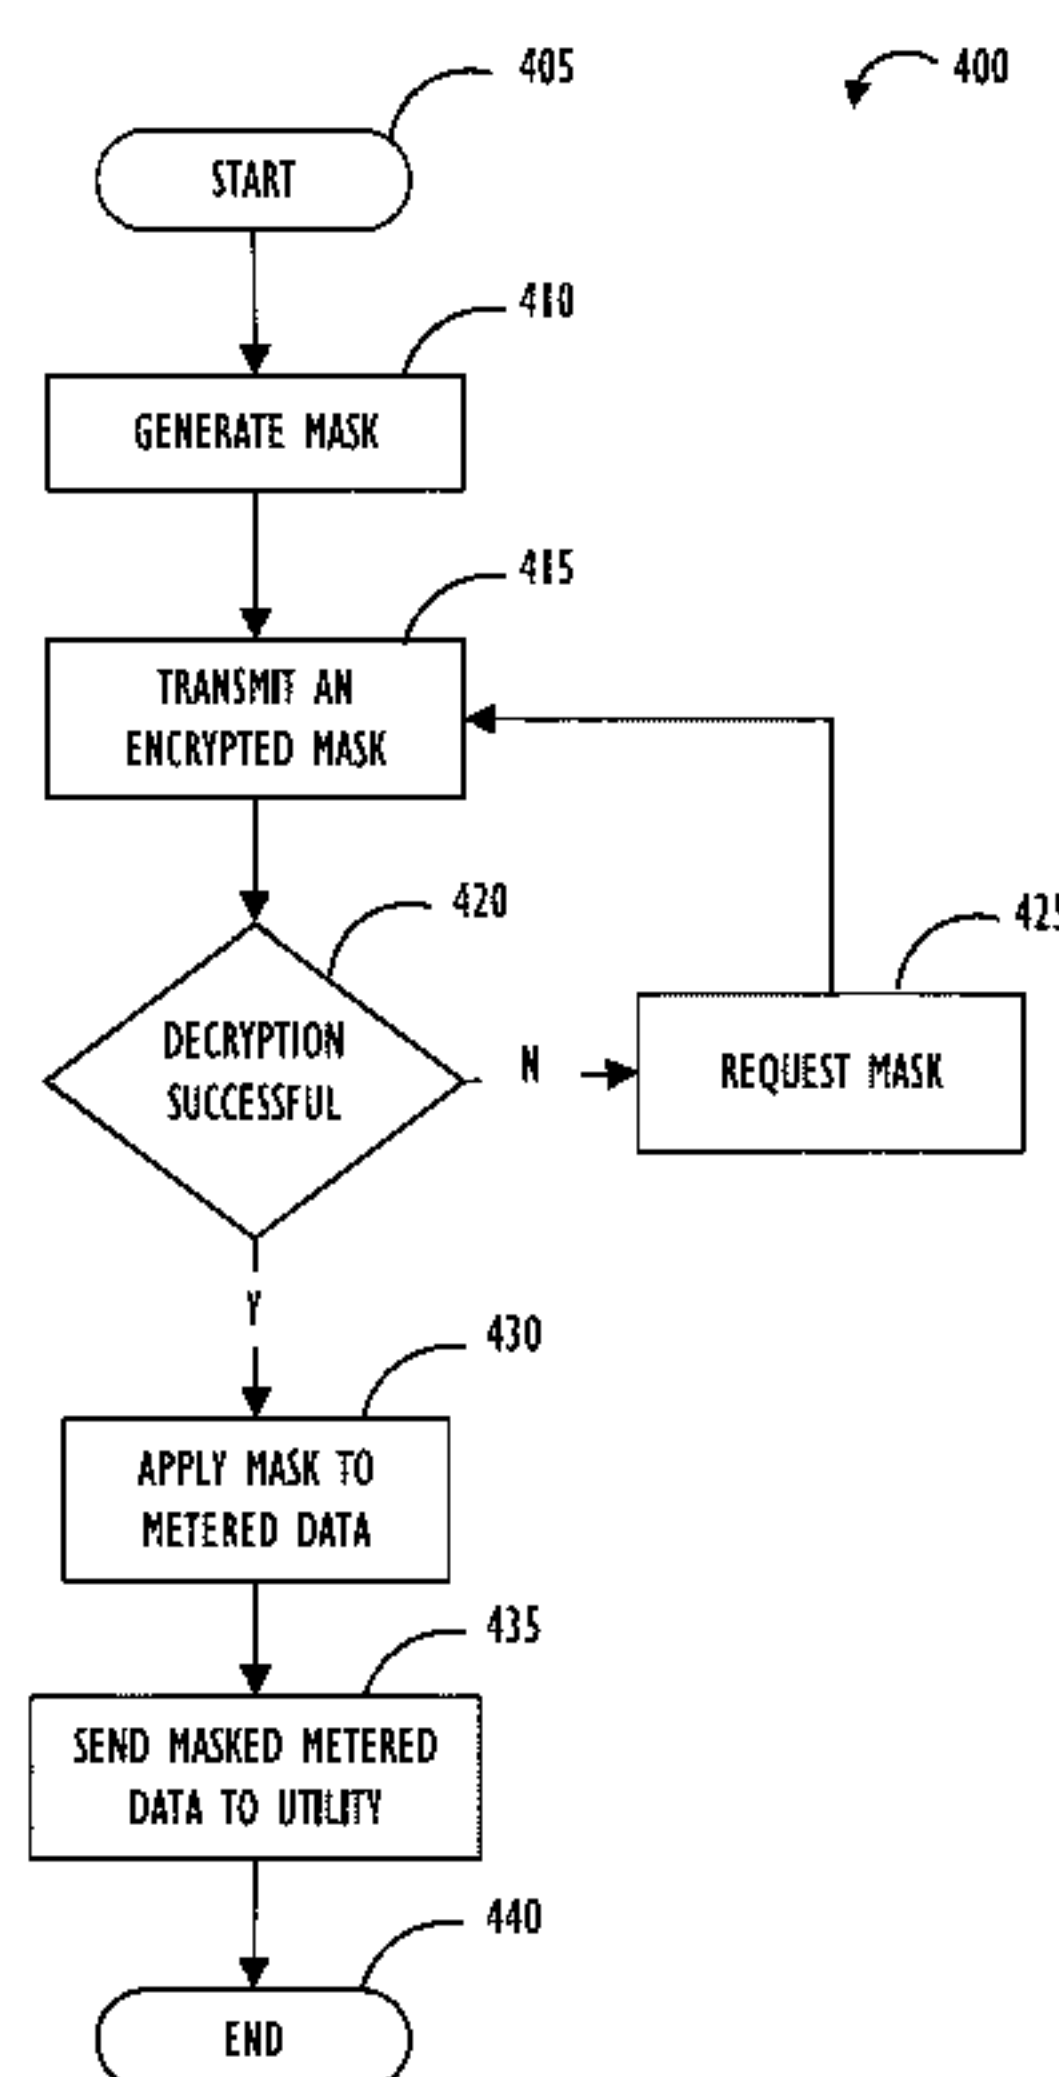 405
400
START
410
GENERATE MASK
415
TRANSMIT AN
ENCRYPTED MASK
420
425
DECRYPTION
SUCCESSFUL
N
REQUEST MASK
Y
430
APPLY MASK TO
METERED DATA
435
SEND MASKED METERED
DATA TO UTILITY
440
END